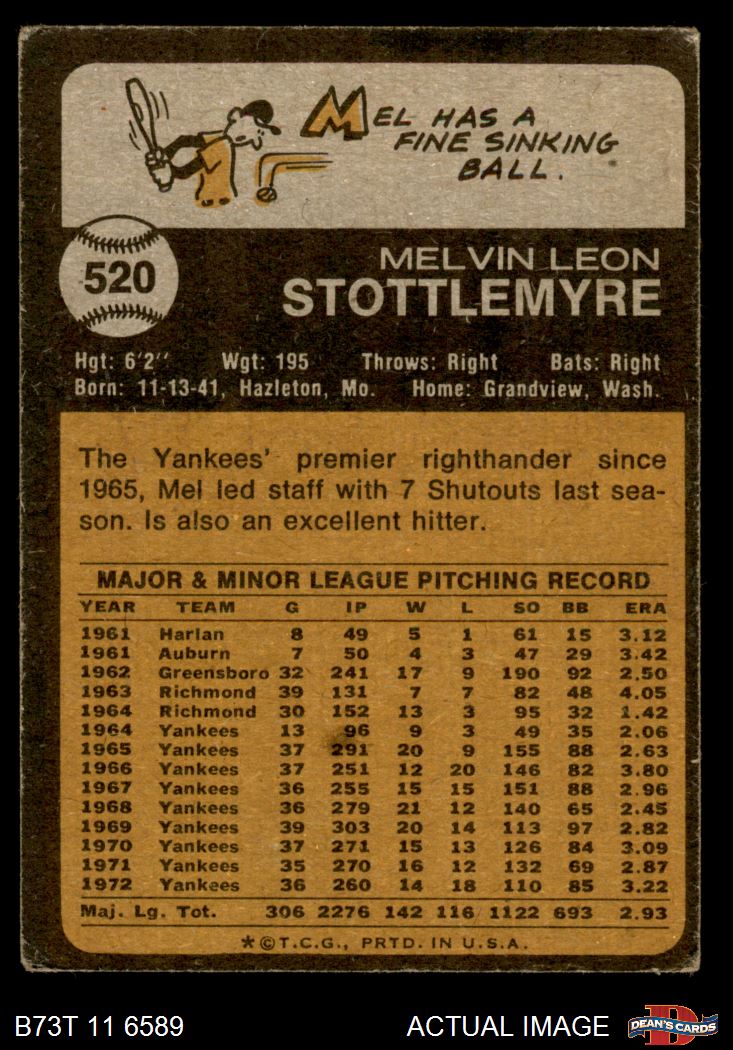 MEL HAS A
FINE SINKING
BALL.
520
MELVIN LEON
STOTTLEMYRE
Hgt: 6'2" Wgt: 195 Throws: Right Bats: Right
Born: 11-13-41, Hazleton, Mo. Home: Grandview, Wash.
The Yankees' premier righthander since
1965, Mel led staff with 7 Shutouts last sea-
son. Is also an excellent hitter.
MAJOR & MINOR LEAGUE PITCHING RECORD
YEAR TEAM G IP W L SO BB ERA
1961 Harlan 8 49 5 1 61 15 3.12
1961 Auburn 7 50 4 3 47 29 3.42
1962 Greensboro 32 241 17 9 190 92 2.50
1963 Richmond 39 131 7 7 82 48 4.05
1964 Richmond 30 152 13 3 95 32 1.42
1964 Yankees 13 96 9 3 49 35 2.06
1965 Yankees 37 291 20 9 155 88 2.63
1966 Yankees 37 251 12 20 146 82 3.80
1967 Yankees 36 255 15 15 151 88 2.96
1968 Yankees 36 279 21 12 140 65 2.45
1969 Yankees 39 303 20 14 113 97 2.82
1970 Yankees 37 271 15 13 126 84 3.09
1971 Yankees 35 270 16 12 132 69 2.87
1972 Yankees 36 260 14 18 110 85 3.22
Maj. Lg. Tot. 306 2276 142 116 1122 693 2.93
*©T.C.G., PRTD. IN U.S.A.
B73T 11 6589 ACTUAL IMAGE DEAN'S CARDS